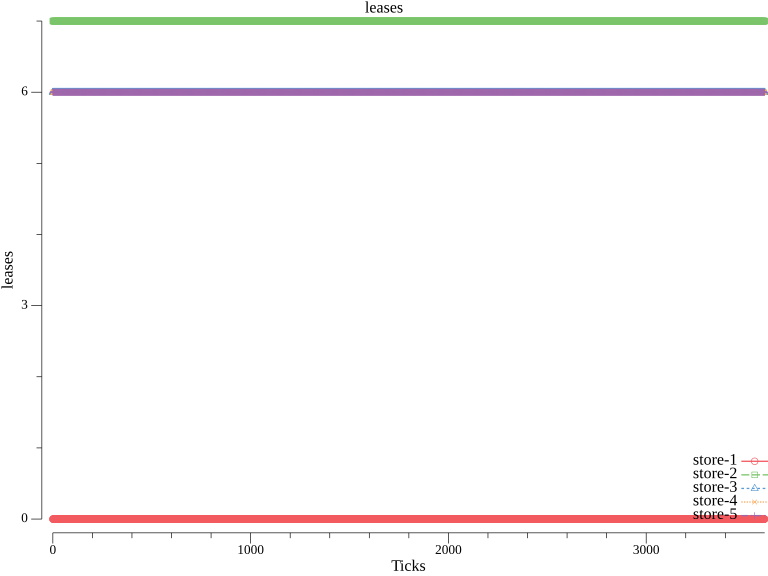 leases
6
3
0
leases
store-1
store-2
store-3
store-4
store-5
0 1000 2000 3000
Ticks